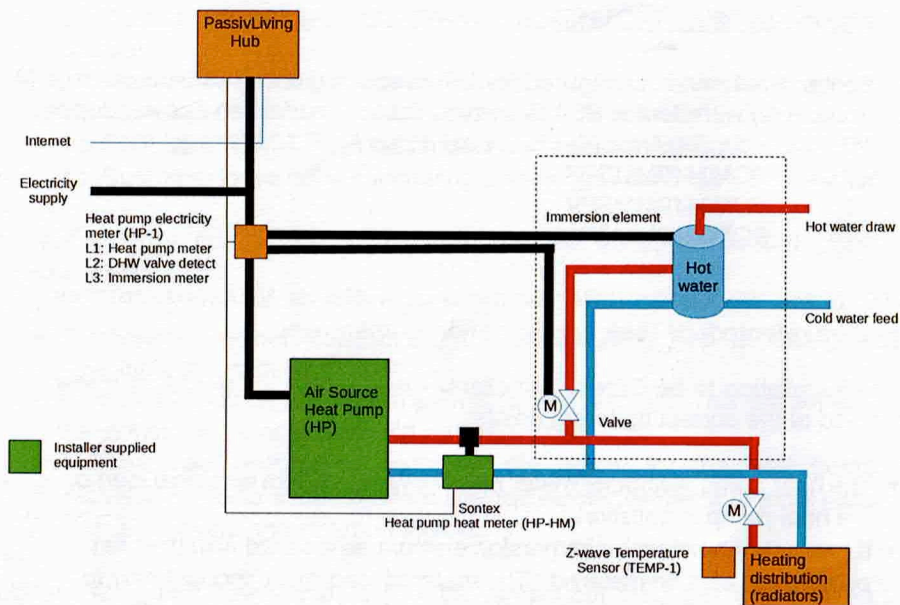 PassivLiving
Hub
Internet
Electricity
supply
Heat pump electricity
meter (HP-1)
L1: Heat pump meter
L2: DHW valve detect
L3: Immersion meter
Immersion element
Hot water draw
Hot
water
Cold water feed
Air Source
Heat Pump
(HP)
M
Valve
Installer supplied
equipment
Sontex
Heat pump heat meter (HP-HM)
M
Z-wave Temperature
Sensor (TEMP-1)
Heating
distribution
(radiators)